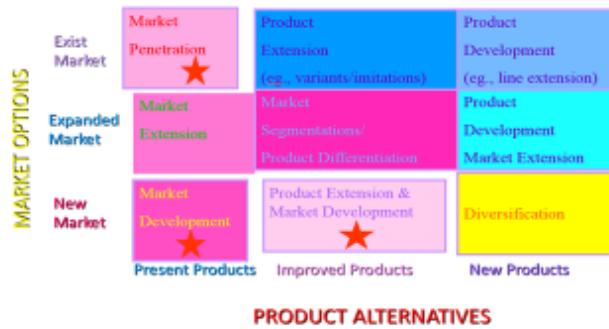 Exist
Market
Market
Penetration
Product
Extension
(eg., variants/imitations)
Product
Development
(eg., line extension)
MARKET OPTIONS
Expanded
Market
Market
Extension
Market
Segmentations/
Product Differentiation
Product
Development
Market Extension
New
Market
Market
Development
Product Extension &
Market Development
Diversification
Present Products
Improved Products
New Products
PRODUCT ALTERNATIVES